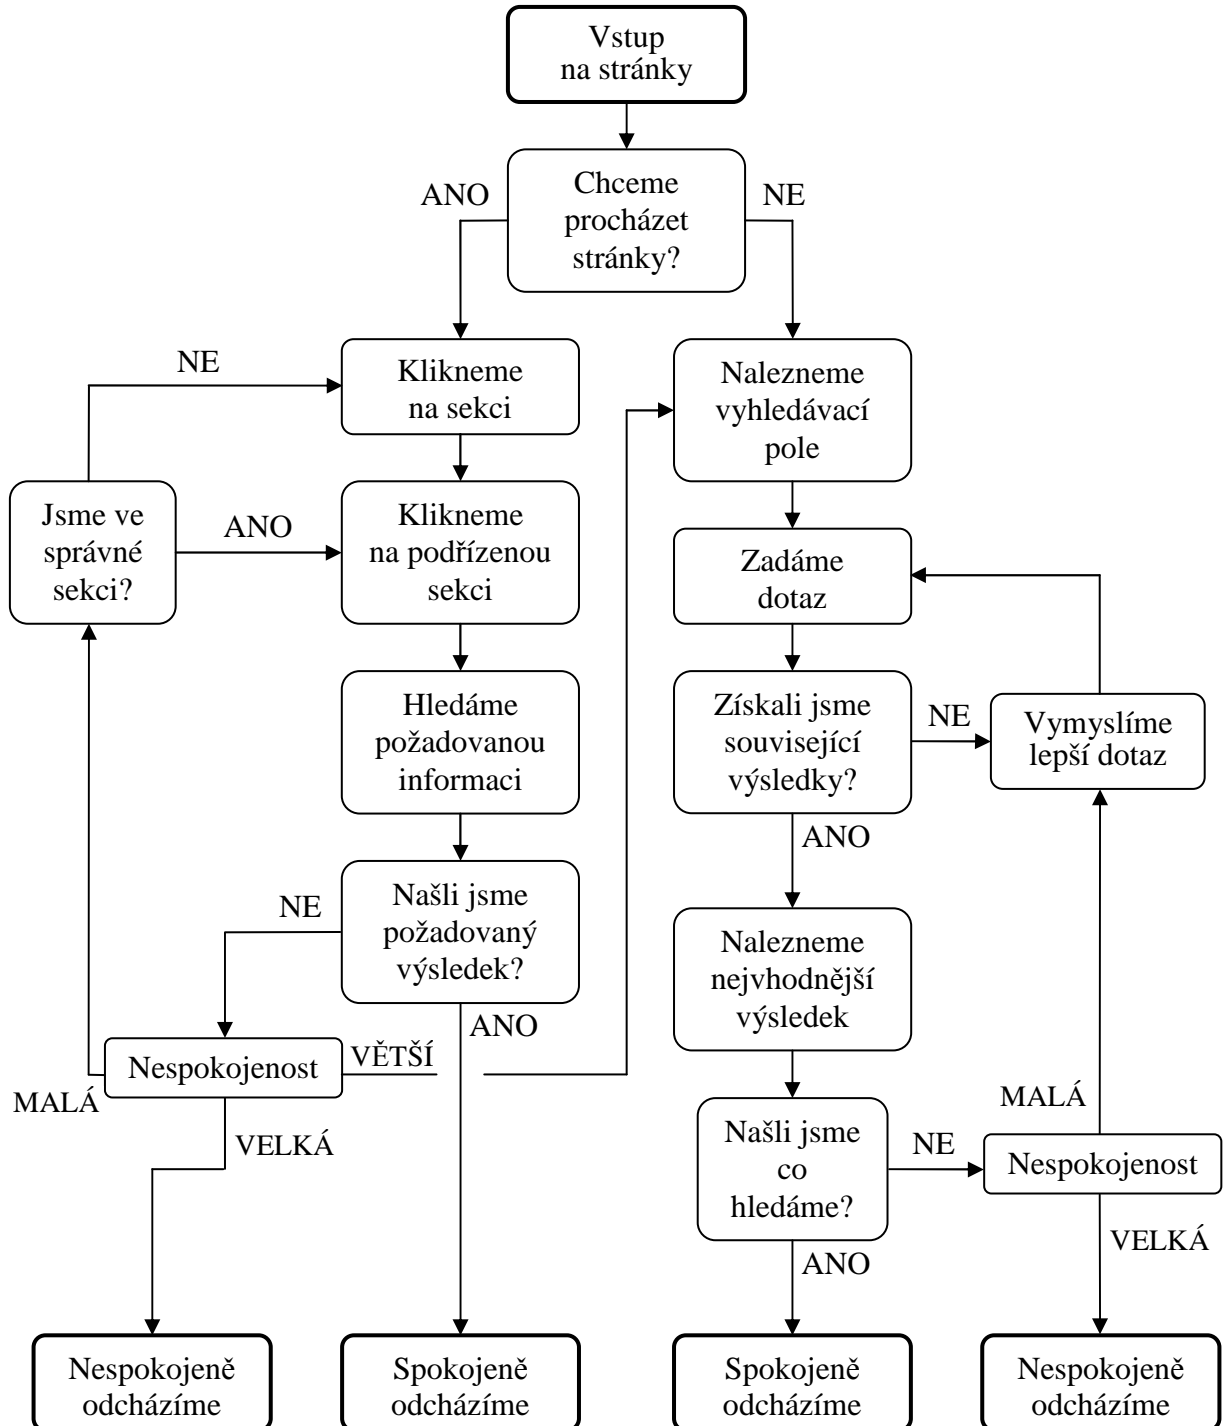 Vstup
na stránky
Chceme
procházet
stránky?
ANO
NE
Klikneme
na sekci
NE
Nalezneme
vyhledávací
pole
Jsme ve
správné
sekci?
ANO
Klikneme
na podřízenou
sekci
Zadáme
dotaz
Hledáme
požadovanou
informaci
Získali jsme
související
výsledky?
NE
Vymyslíme
lepší dotaz
ANO
Našli jsme
požadovaný
výsledek?
NE
Nalezneme
nejvhodnější
výsledek
ANO
Nespokojenost
VĚTŠÍ
MALÁ
VELKÁ
Našli jsme
co
hledáme?
NE
MALÁ
Nespokojenost
VELKÁ
ANO
Nespokojeně
odcházíme
Spokojeně
odcházíme
Spokojeně
odcházíme
Nespokojeně
odcházíme